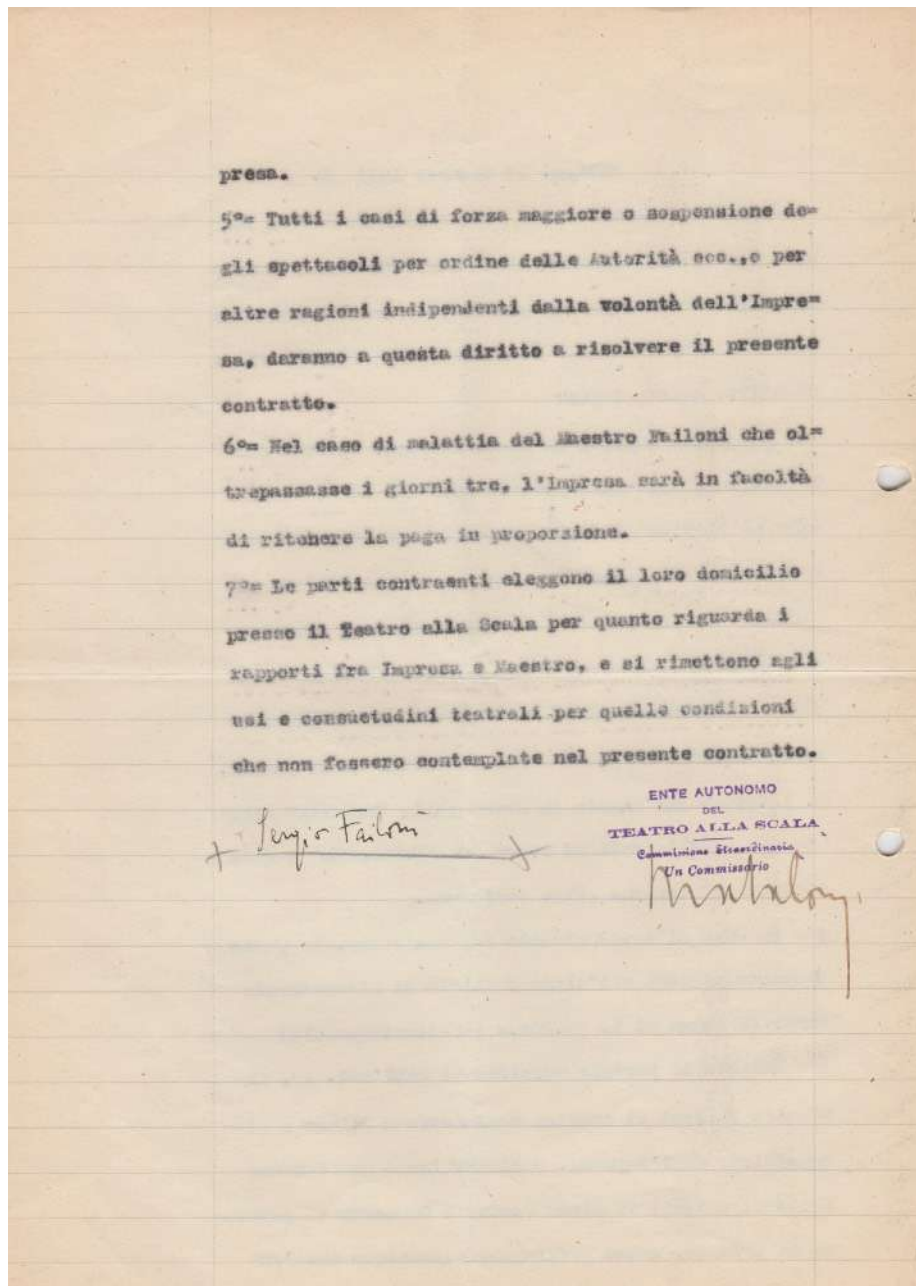 presa.
5°= Tutti i casi di forza maggiore o sospensione de=
gli spettacoli per ordine delle Autorità ecc.,o per
altre ragioni indipendenti dalla volontà dell'Impre=
sa, daranno a questa diritto a risolvere il presente
contratto.
6°= Nel caso di malattia del Maestro Failoni che ol=
trepassasse i giorni tre, l'Impresa sarà in facoltà
di ritenere la paga in proporzione.
7°= Le parti contraenti eleggono il loro domicilio
presso il Teatro alla Scala per quanto riguarda i
rapporti fra Impresa e Maestro, e si rimettono agli
usi e consuetudini teatrali per quelle condizioni
che non fossero contemplate nel presente contratto.
ENTE AUTONOMO
DEL
TEATRO ALLA SCALA
Commissione Straordinaria
Un Commissario
Sergio Failoni